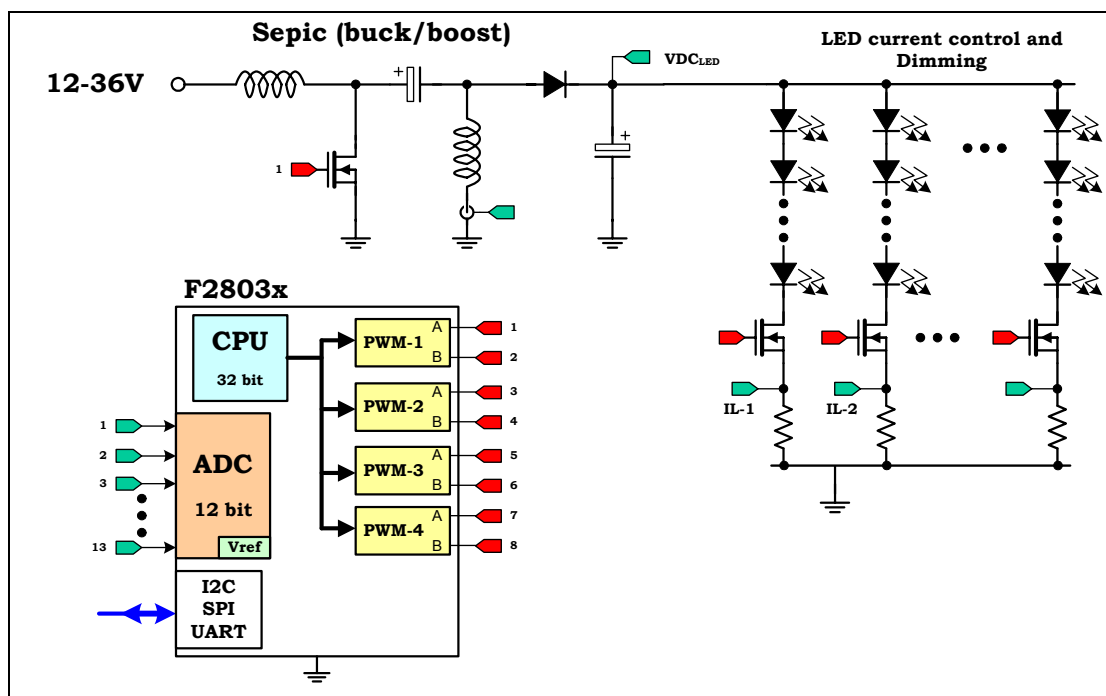 Sepic (buck/boost)
LED current control and
Dimming
12-36V
VDCLED
1
F2803x
CPU
32 bit
PWM-1
A
1
B
2
PWM-2
A
3
B
4
PWM-3
A
5
B
6
PWM-4
A
7
B
8
1
2
3
13
ADC
12 bit
Vref
I2C
SPI
UART
IL-1
IL-2